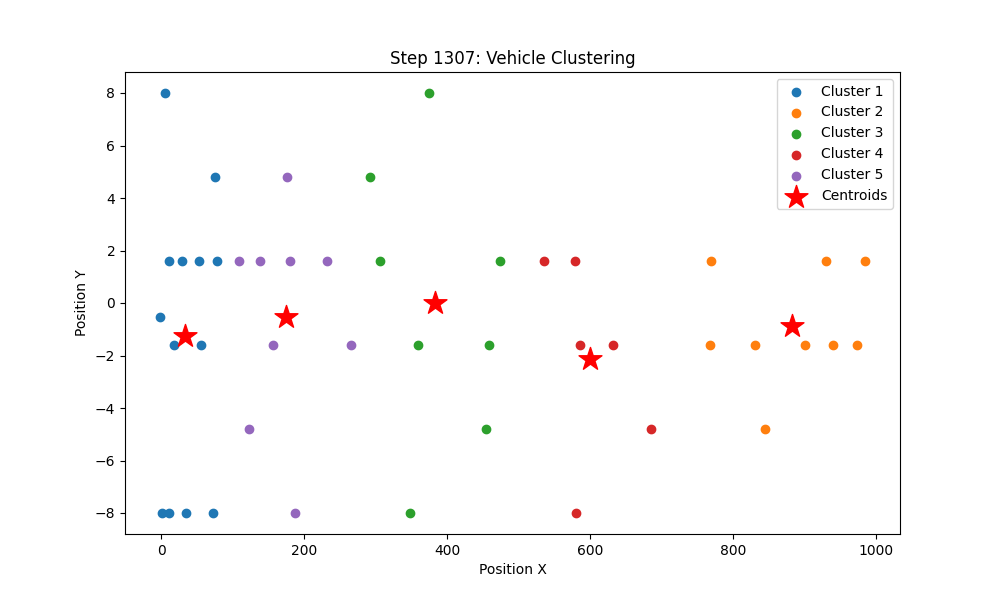 Step 1307: Vehicle Clustering
Position Y
8
6
4
2
0
−2
−4
−6
−8
Cluster 1
Cluster 2
Cluster 3
Cluster 4
Cluster 5
Centroids
0 200 400 600 800 1000
Position X